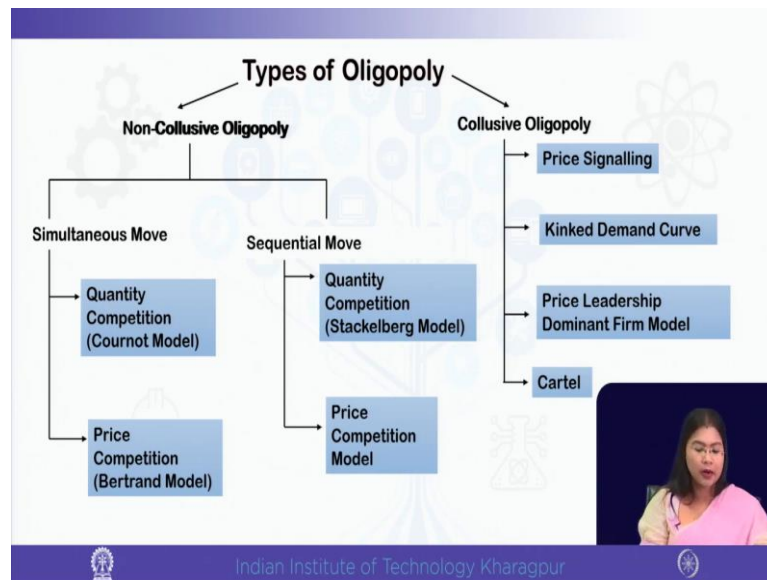 Types of Oligopoly
Non-Collusive Oligopoly
Simultaneous Move
Quantity
Competition
(Cournot Model)
Price
Competition
(Bertrand Model)
Sequential Move
Quantity
Competition
(Stackelberg Model)
Price
Competition
Model
Collusive Oligopoly
Price Signalling
Kinked Demand Curve
Price Leadership
Dominant Firm Model
Cartel
Indian Institute of Technology Kharagpur